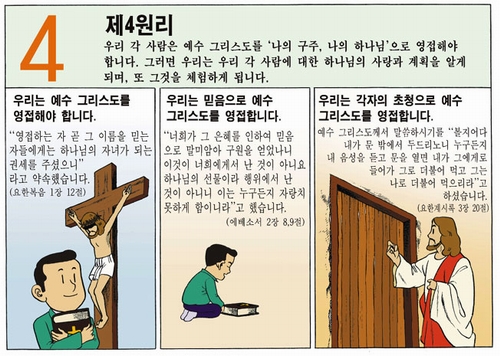 4
제4원리
우리 각 사람은 예수 그리스도를 '나의 구주, 나의 하나님'으로 영접해야
합니다. 그러면 우리는 우리 각 사람에 대한 하나님의 사랑과 계획을 알게
되며, 또 그것을 체험하게 됩니다.
우리는 예수 그리스도를
영접해야 합니다.
"영접하는 자 곧 그 이름을 믿는
자들에게는 하나님의 자녀가 되는
권세를 주셨으니"
라고 약속했습니다.
(요한복음 1장 12절)
우리는 믿음으로 예수
그리스도를 영접합니다.
"너희가 그 은혜를 인하여 믿음
으로 말미암아 구원을 얻었나니
이것이 너희에게서 난 것이 아니요
하나님의 선물이라 행위에서 난
것이 아니니 이는 누구든지 자랑치
못하게 함이니라"고 했습니다.
(에베소서 2장 8,9절)
우리는 각자의 초청으로 예수
그리스도를 영접합니다.
예수 그리스도께서 말씀하시기를 "볼지어다
내가 문 밖에서 두드리노니 누구든지
내 음성을 듣고 문을 열면 내가 그에게로
들어가 그로 더불어 먹고 그는
나로 더불어 먹으리라"고
하셨습니다.
(요한계시록 3장 20절)